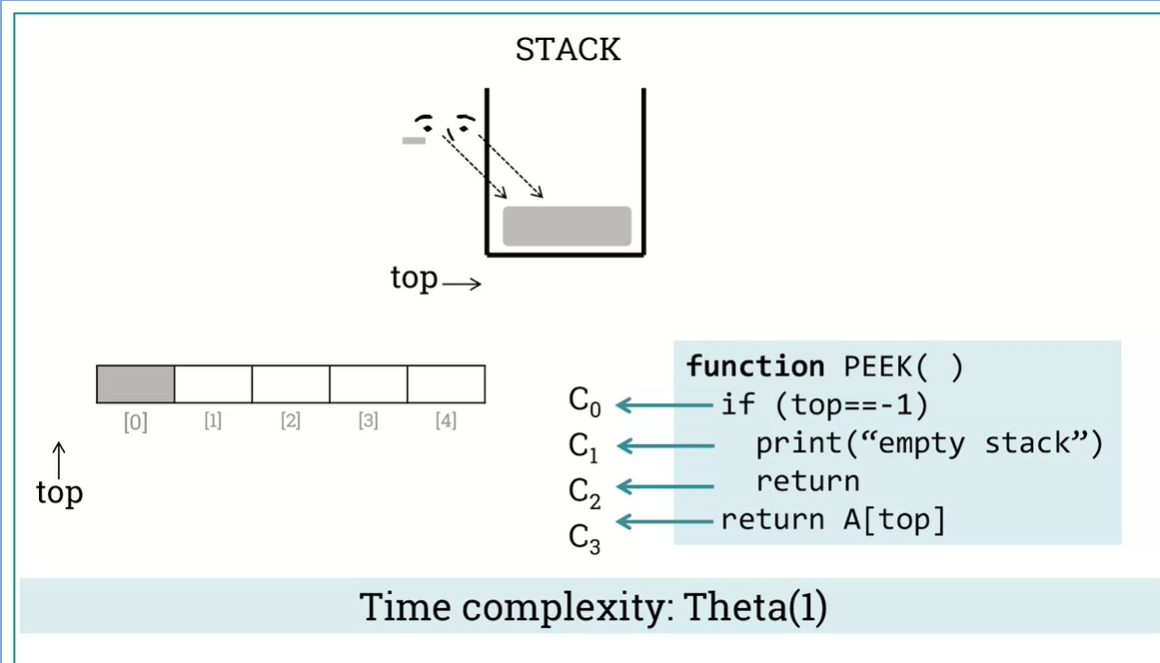 STACK
top
[0] [1] [2] [3] [4]
top
function PEEK( )
C0 if (top==-1)
C1 print(“empty stack”)
C2 return
C3 return A[top]
Time complexity: Theta(1)